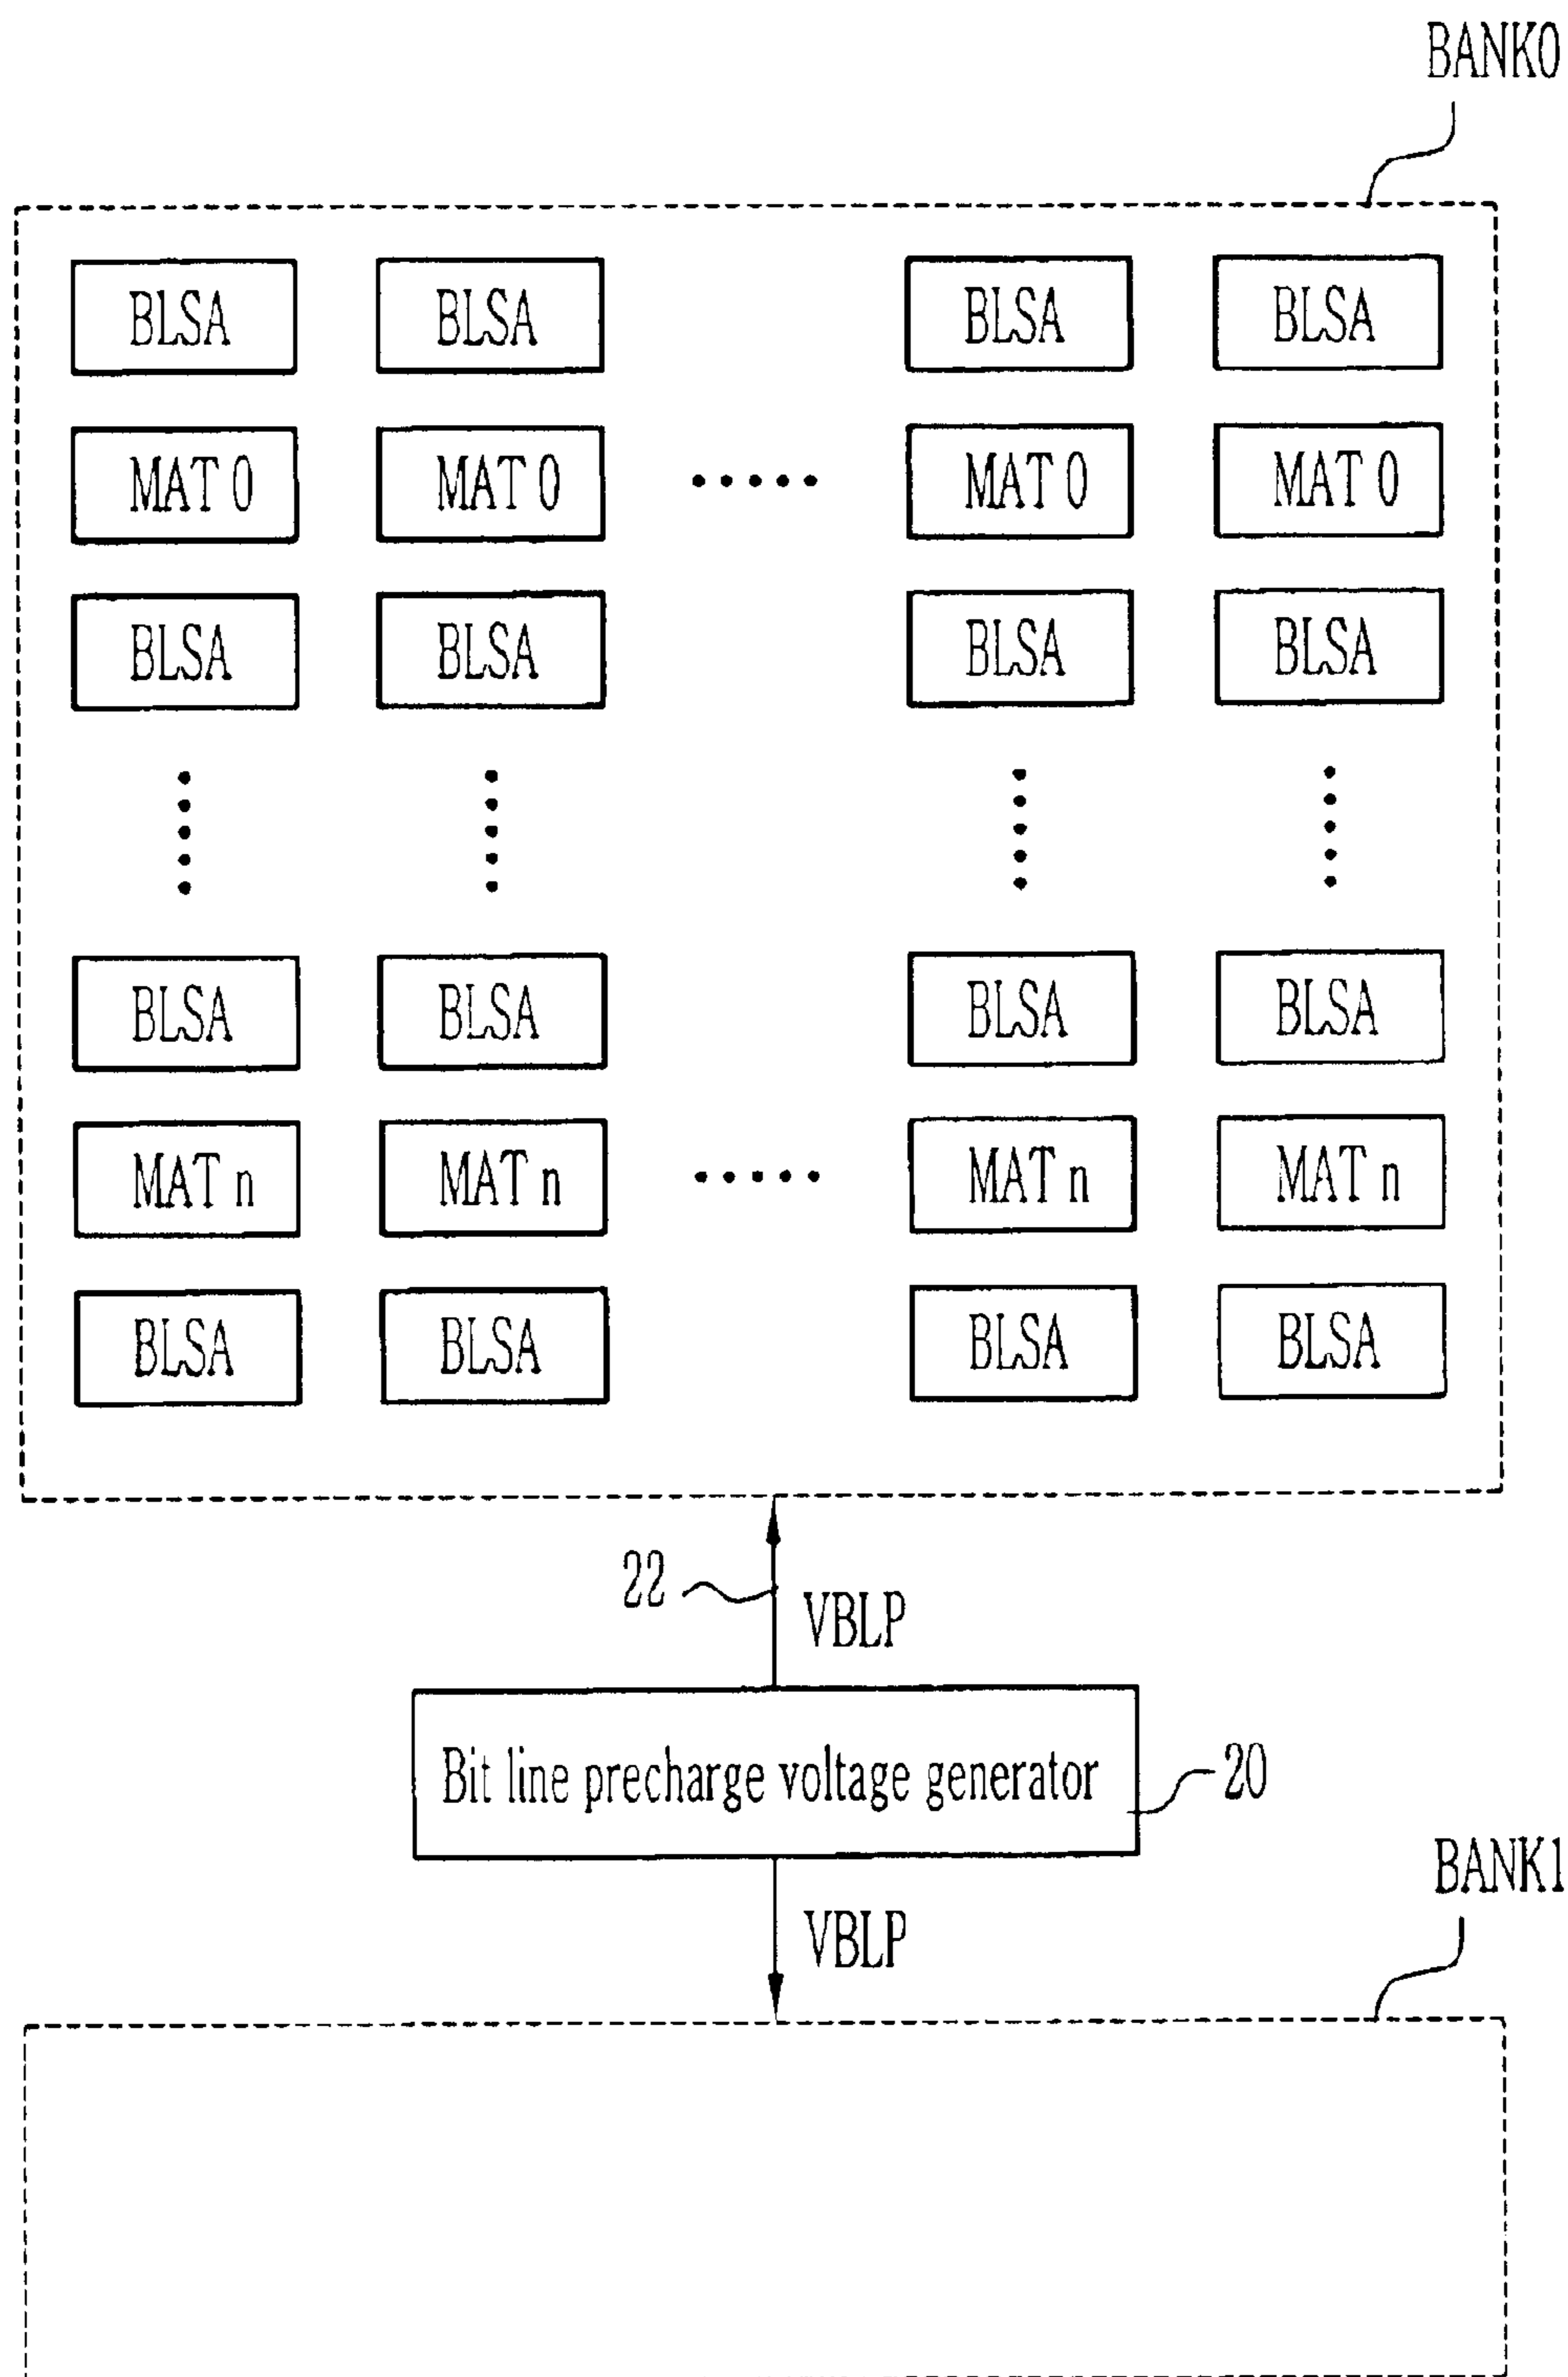 BANK0
BLSA BLSA BLSA BLSA
MAT 0 MAT 0 MAT 0 MAT 0
BLSA BLSA BLSA BLSA
BLSA BLSA BLSA BLSA
MAT n MAT n MAT n MAT n
BLSA BLSA BLSA BLSA
22
VBLP
Bit line precharge voltage generator
20
BANK1
VBLP